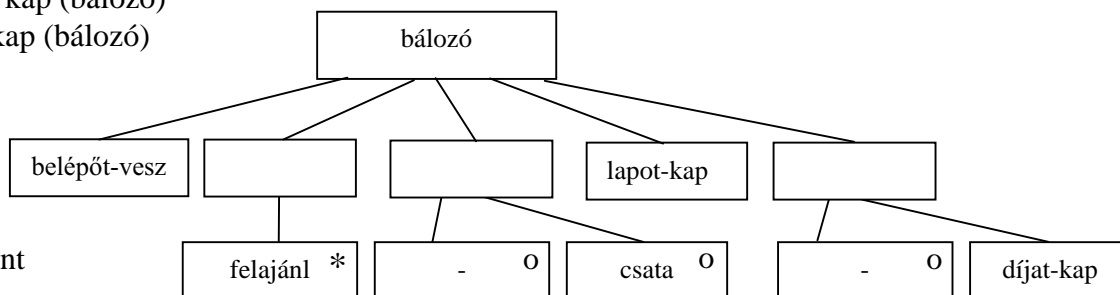 kap (bálozó)
kap (bálozó)
bálozó
belépőt-vesz
lapot-kap
nt
felajánl *
- o
csata o
- o
díjat-kap